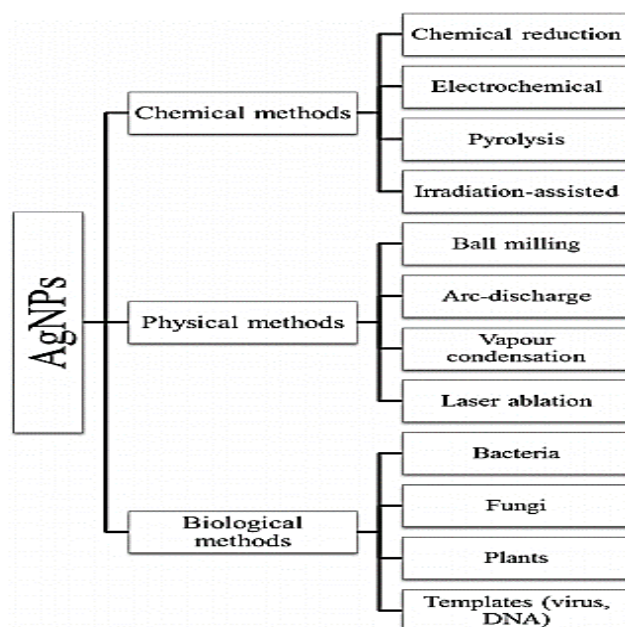 AgNPs
Chemical methods
Chemical reduction
Electrochemical
Pyrolysis
Irradiation-assisted
Physical methods
Ball milling
Arc-discharge
Vapour
condensation
Laser ablation
Biological
methods
Bacteria
Fungi
Plants
Templates (virus,
DNA)